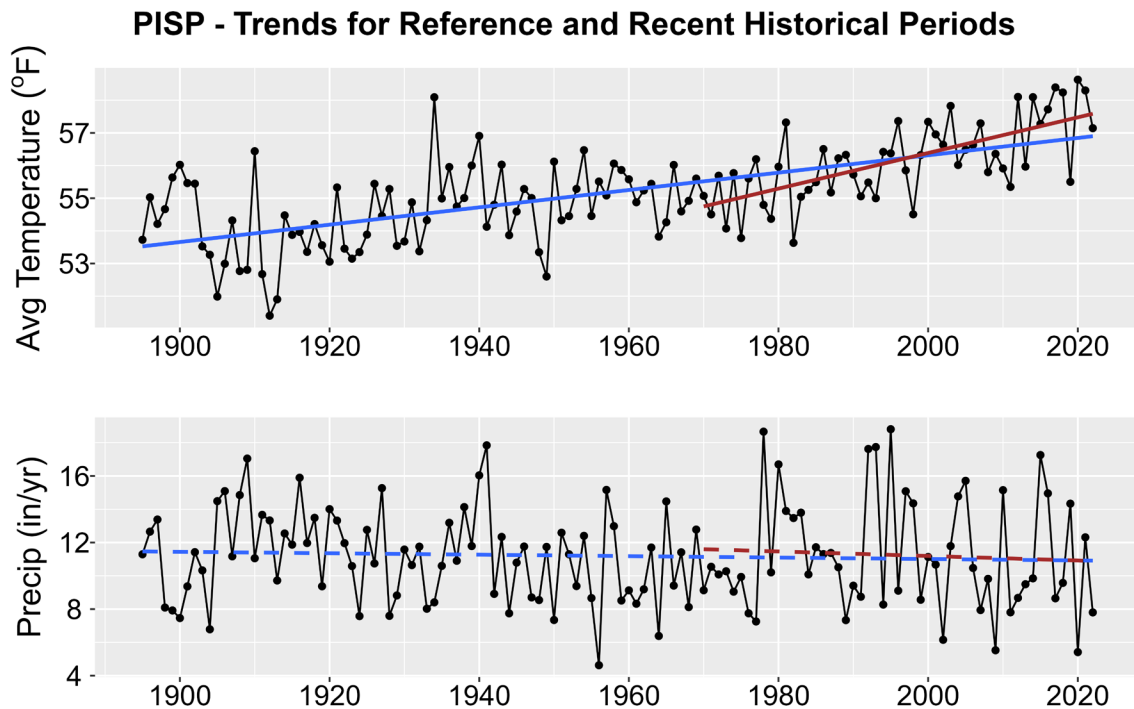 PISP - Trends for Reference and Recent Historical Periods
Avg Temperature (°F)
57
55
53
1900 1920 1940 1960 1980 2000 2020
Precip (in/yr)
16
12
8
4
1900 1920 1940 1960 1980 2000 2020